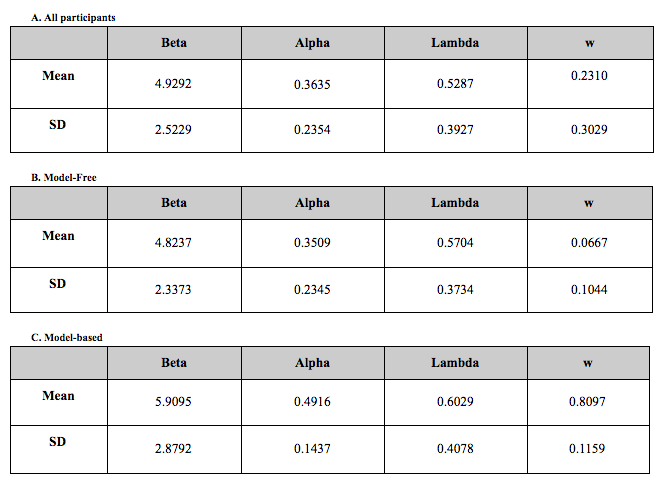 A. All participants
Beta Alpha Lambda w
Mean 4.9292 0.3635 0.5287 0.2310
SD 2.5229 0.2354 0.3927 0.3029
B. Model-Free
Beta Alpha Lambda w
Mean 4.8237 0.3509 0.5704 0.0667
SD 2.3373 0.2345 0.3734 0.1044
C. Model-based
Beta Alpha Lambda w
Mean 5.9095 0.4916 0.6029 0.8097
SD 2.8792 0.1437 0.4078 0.1159